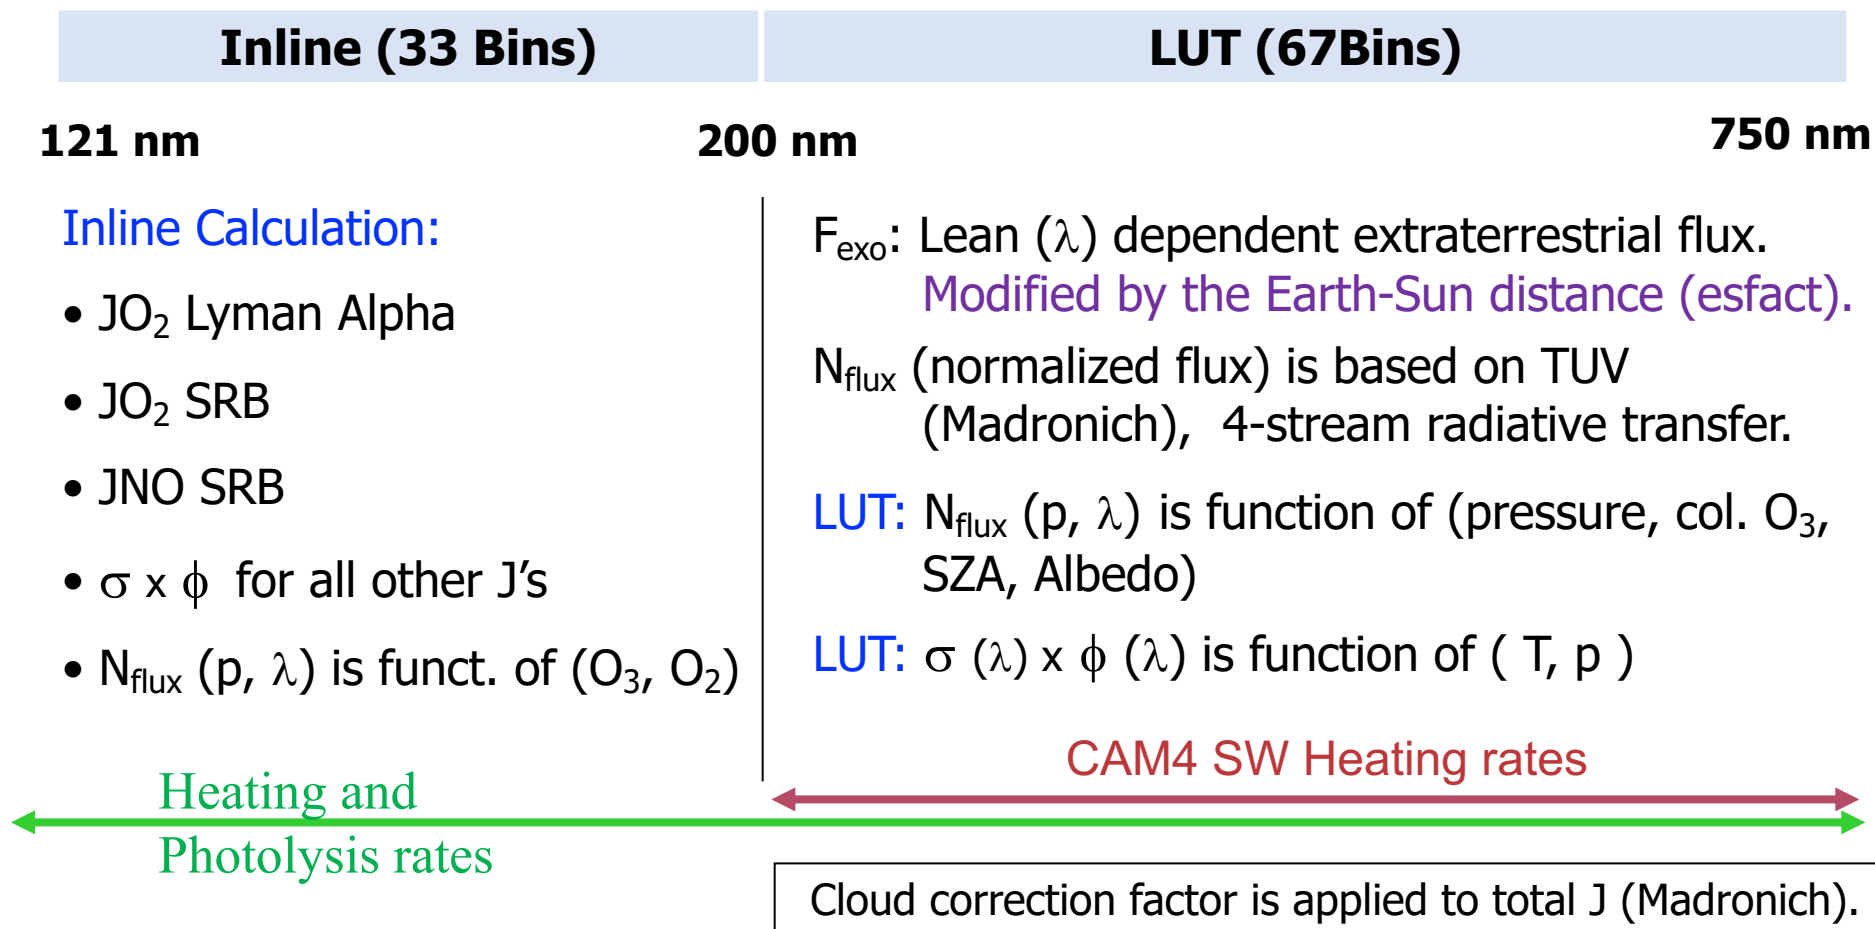 Inline (33 Bins)
LUT (67Bins)
121 nm
200 nm
750 nm
Inline Calculation:
• JO₂ Lyman Alpha
• JO₂ SRB
• JNO SRB
• σ x ϕ for all other J’s
• N_flux (p, λ) is funct. of (O₃, O₂)
F_exo: Lean (λ) dependent extraterrestrial flux.
Modified by the Earth-Sun distance (esfact).
N_flux (normalized flux) is based on TUV
(Madronich), 4-stream radiative transfer.
LUT: N_flux (p, λ) is function of (pressure, col. O₃,
SZA, Albedo)
LUT: σ (λ) x ϕ (λ) is function of ( T, p )
CAM4 SW Heating rates
Heating and
Photolysis rates
Cloud correction factor is applied to total J (Madronich).